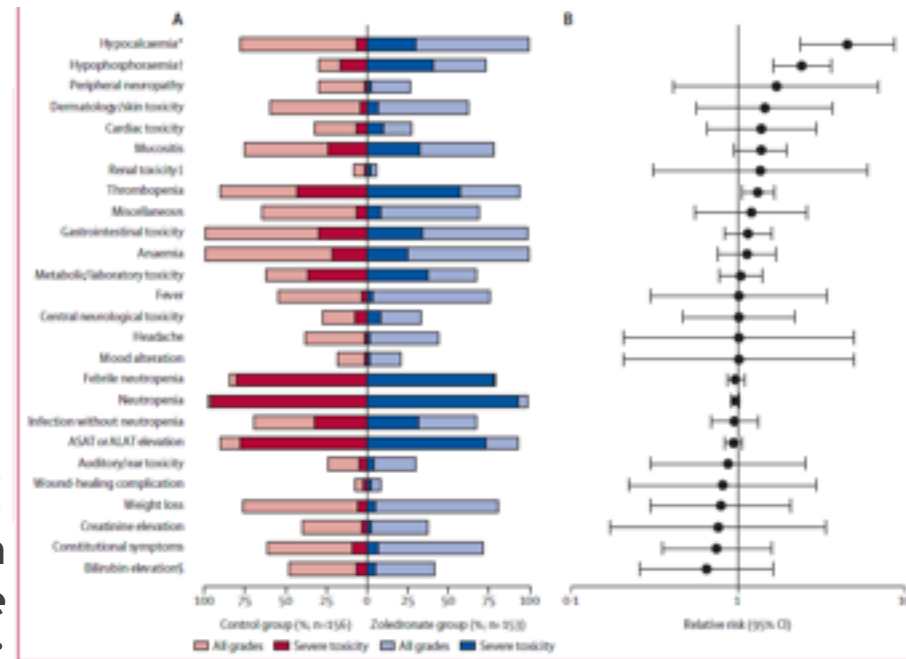 A
B
Hypocalcaemia*
Hypophosphoraemia†
Peripheral neuropathy
Dermatology/skin toxicity
Cardiac toxicity
Mucositis
Renal toxicity‡
Thrombopenia
Miscellaneous
Gastrointestinal toxicity
Anaemia
Metabolic/laboratory toxicity
Fever
Central neurological toxicity
Headache
Mood alteration
Febrile neutropenia
Neutropenia
Infection without neutropenia
ASAT or ALAT elevation
Auditory/ear toxicity
Wound-healing complication
Weight loss
Creatinine elevation
Constitutional symptoms
Bilirubin elevation§
100 75 50 25 0 25 50 75 100
0·1 1 10
Control group (%, n=156) Zoledronate group (%, n=153)
Relative risk (95% CI)
All grades Severe toxicity All grades Severe toxicity